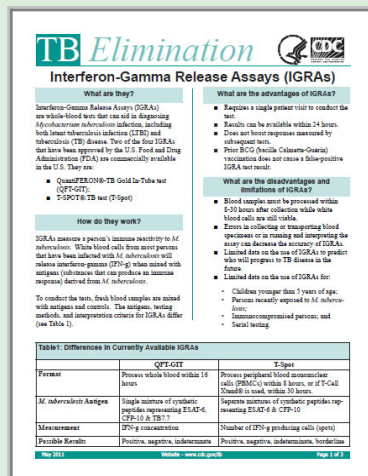 TB Elimination
CDC
Interferon-Gamma Release Assays (IGRAs)
What are they?
Interferon-Gamma Release Assays (IGRAs)
are whole-blood tests that can aid in diagnosing
Mycobacterium tuberculosis infection, including
both latent tuberculosis infection (LTBI) and
tuberculosis (TB) disease. Two of the four IGRAs
that have been approved by the U.S. Food and Drug
Administration (FDA) are commercially available
in the U.S. They are:
■ QuantiFERON®-TB Gold In-Tube test
(QFT-GIT);
■ T-SPOT®.TB test (T-Spot)
How do they work?
IGRAs measure a person's immune reactivity to M.
tuberculosis. White blood cells from most persons
that have been infected with M. tuberculosis will
release interferon-gamma (IFN-g) when mixed with
antigens (substances that can produce an immune
response) derived from M. tuberculosis.
To conduct the tests, fresh blood samples are mixed
with antigens and controls. The antigens, testing
methods, and interpretation criteria for IGRAs differ
(see Table 1).
What are the advantages of IGRAs?
■ Requires a single patient visit to conduct the
test.
■ Results can be available within 24 hours.
■ Does not boost responses measured by
subsequent tests.
■ Prior BCG (bacille Calmette-Guérin)
vaccination does not cause a false-positive
IGRA test result.
What are the disadvantages and
limitations of IGRAs?
■ Blood samples must be processed within
8-30 hours after collection while white
blood cells are still viable.
■ Errors in collecting or transporting blood
specimens or in running and interpreting the
assay can decrease the accuracy of IGRAs.
■ Limited data on the use of IGRAs to predict
who will progress to TB disease in the
future.
■ Limited data on the use of IGRAs for:
• Children younger than 5 years of age;
• Persons recently exposed to M. tubercu-
losis;
• Immunocompromised persons; and
• Serial testing.
Table1: Differences in Currently Available IGRAs
QFT-GIT T-Spot
Format Process whole blood within 16 Process peripheral blood mononuclear
hours cells (PBMCs) within 8 hours, or if T-Cell
Xtend® is used, within 30 hours.
M. tuberculosis Antigen Single mixture of synthetic Separate mixtures of synthetic peptides rep-
peptides representing ESAT-6, resenting ESAT-6 & CFP-10
CFP-10 & TB7.7
Measurement IFN-g concentration Number of IFN-g producing cells (spots)
Possible Results Positive, negative, indeterminate Positive, negative, indeterminate, borderline
May 2011 Website - www.cdc.gov/tb Page 1 of 3